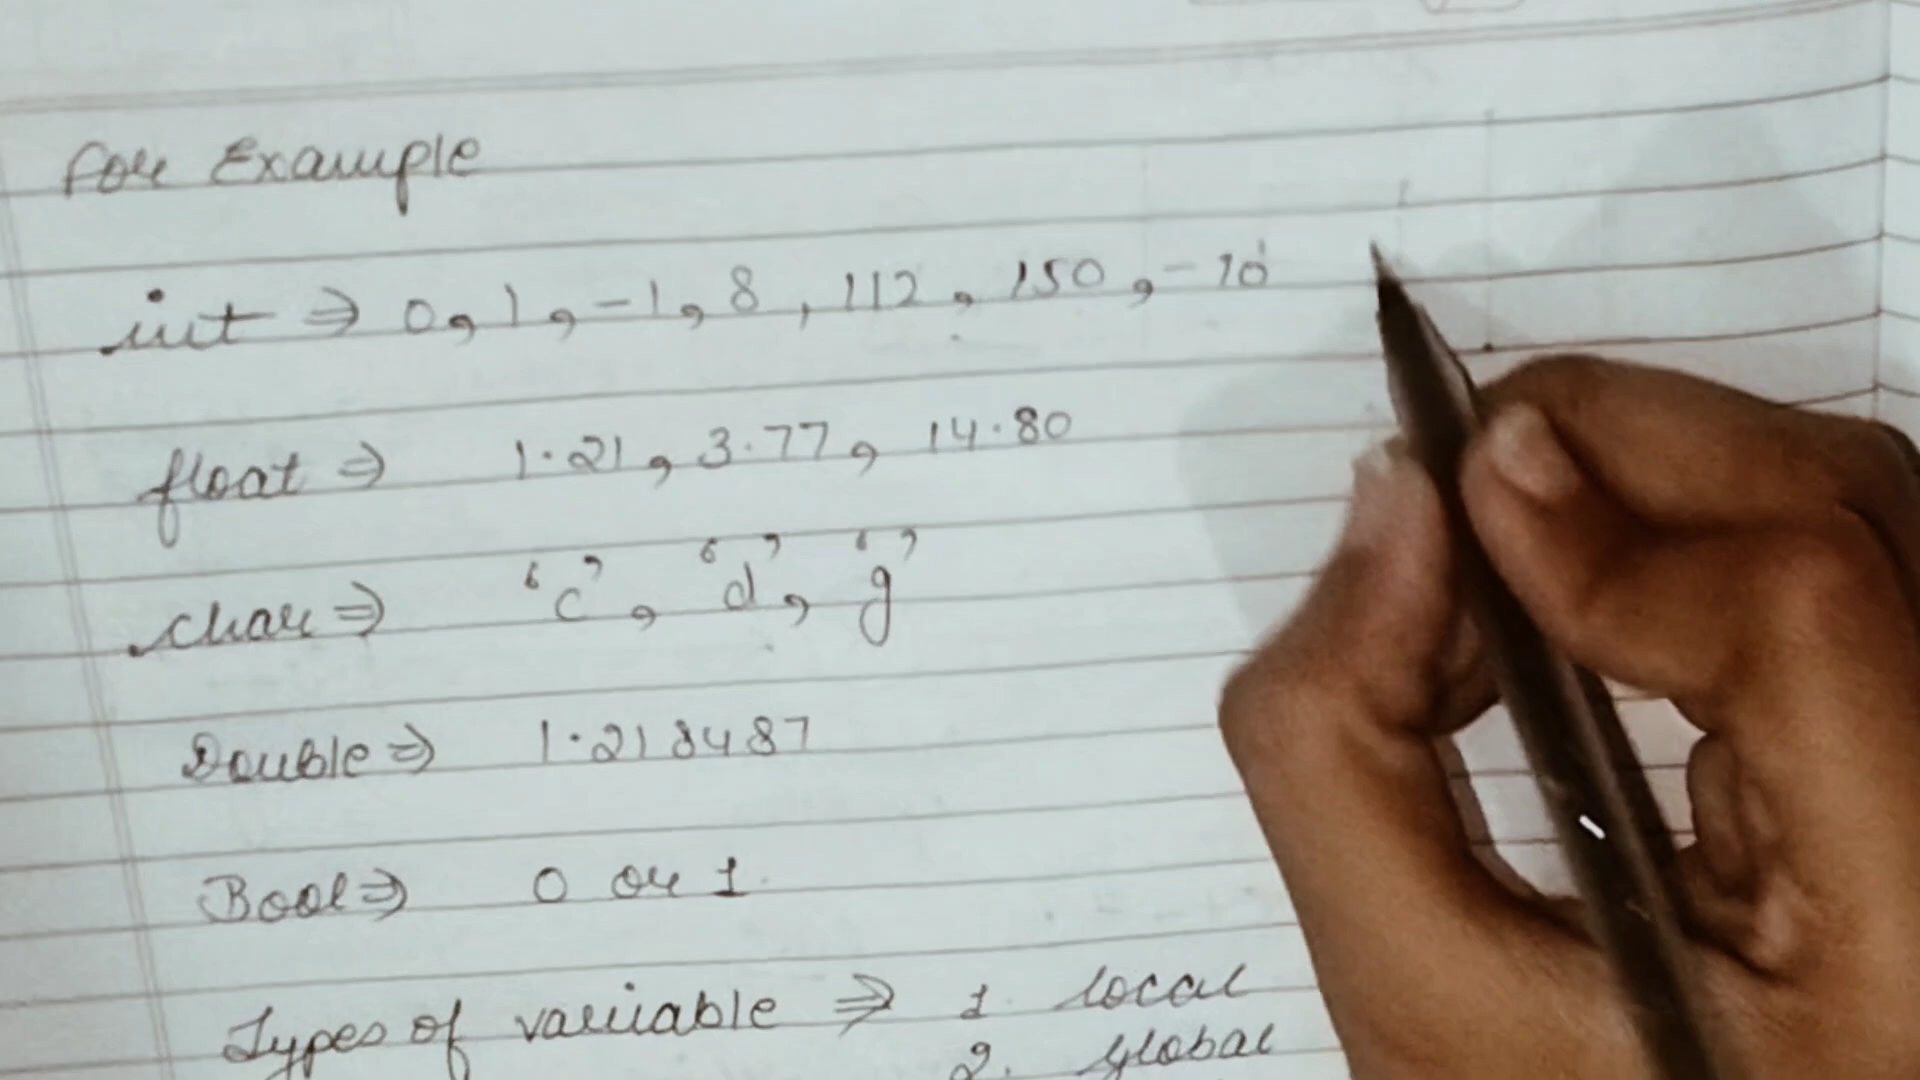 For Example
int ⇒ 0, 1, -1, 8, 112, 150, -10
float ⇒ 1.21, 3.77, 14.80
char ⇒ ‘c’, ‘d’, ‘g’
Double ⇒ 1.218487
Bool ⇒ 0 or 1.
Types of variable ⇒ 1. local
2. global